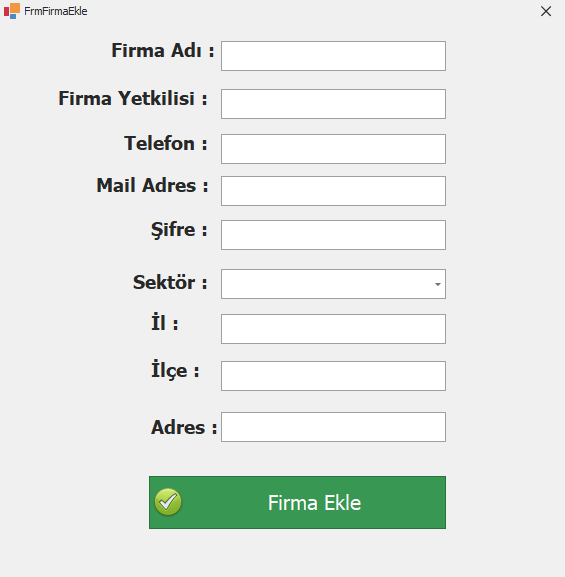 FrmFirmaEkle
Firma Adı :
Firma Yetkilisi :
Telefon :
Mail Adres :
Şifre :
Sektör :
İl :
İlçe :
Adres :
Firma Ekle